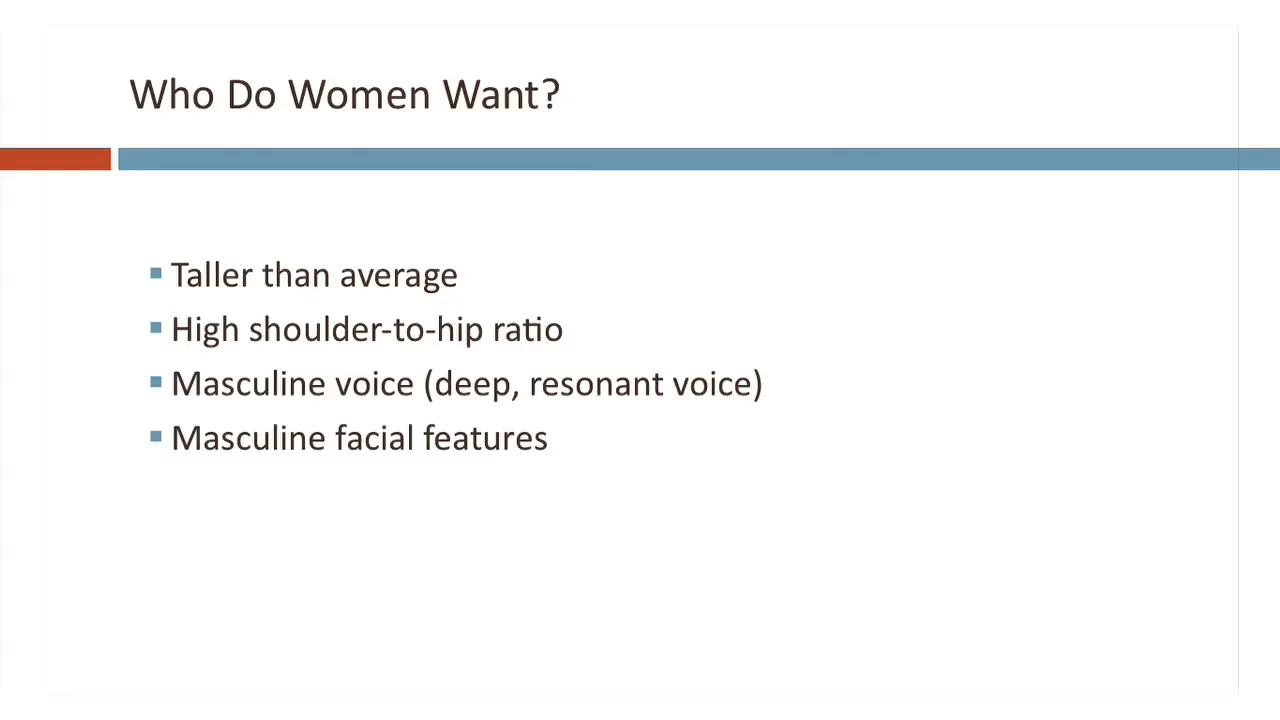 Who Do Women Want?
Taller than average
High shoulder-to-hip ratio
Masculine voice (deep, resonant voice)
Masculine facial features